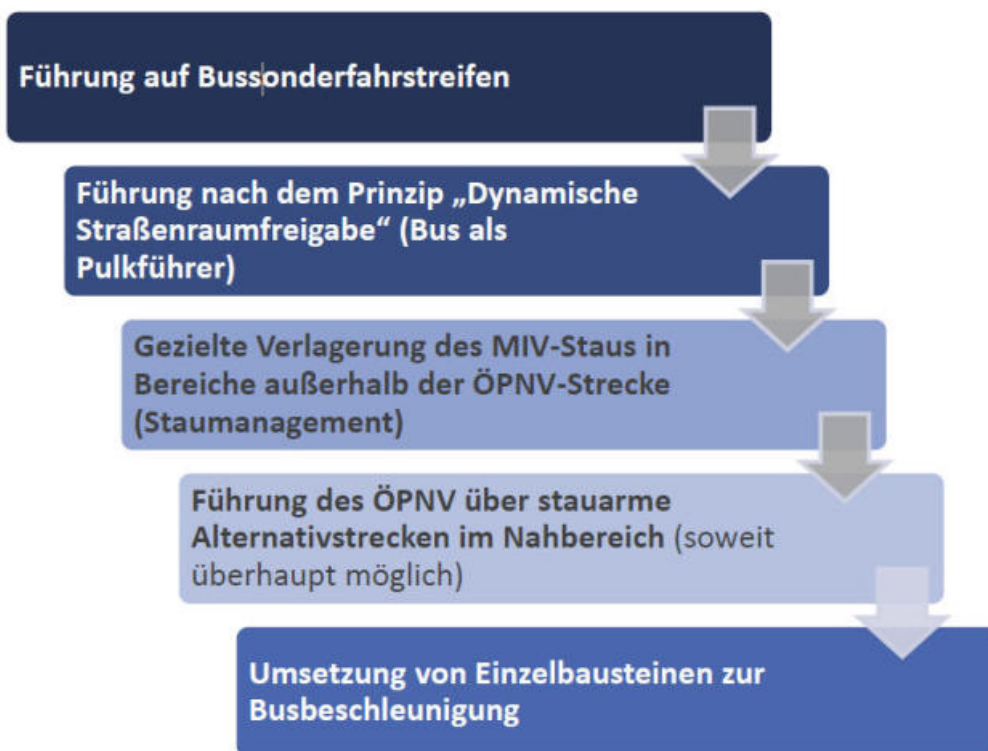 Führung auf Bussonderfahrstreifen
Führung nach dem Prinzip „Dynamische
Straßenraumfreigabe“ (Bus als
Pulkführer)
Gezielte Verlagerung des MIV-Staus in
Bereiche außerhalb der ÖPNV-Strecke
(Staumanagement)
Führung des ÖPNV über stauarme
Alternativstrecken im Nahbereich (soweit
überhaupt möglich)
Umsetzung von Einzelbausteinen zur
Busbeschleunigung